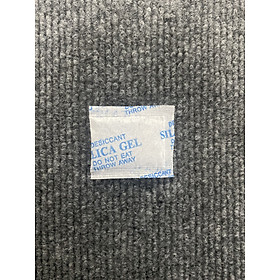 THROW AWAY
DESICCANT
LICA GEL
DO NOT EAT
THROW AWAY
SIL
DESICCANT